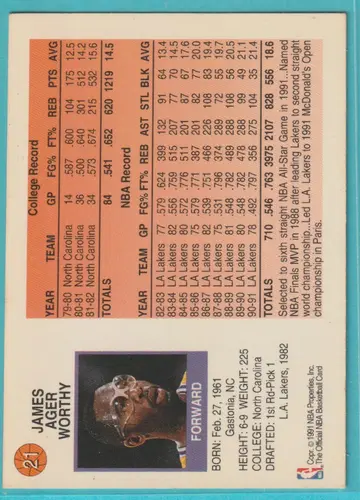 21
JAMES
AGER
WORTHY
FORWARD
BORN: Feb. 27, 1961
Gastonia, NC
HEIGHT: 6-9 WEIGHT: 225
COLLEGE: North Carolina
DRAFTED: 1st Rd-Pick 1
L.A. Lakers, 1982
College Record
YEAR TEAM GP FG% FT% REB PTS AVG
79-80 North Carolina 14 .587 .600 104 175 12.5
80-81 North Carolina 36 .500 .640 301 512 14.2
81-82 North Carolina 34 .573 .674 215 532 15.6
TOTALS 84 .541 .652 620 1219 14.5
NBA Record
YEAR TEAM GP FG% FT% REB AST STL BLK AVG
82-83 LA Lakers 77 .579 .624 399 132 91 64 13.4
83-84 LA Lakers 82 .556 .759 515 207 77 70 14.5
84-85 LA Lakers 80 .572 .776 511 201 87 67 17.6
85-86 LA Lakers 75 .579 .771 387 201 82 77 20.0
86-87 LA Lakers 82 .539 .751 466 226 108 83 19.4
87-88 LA Lakers 75 .531 .796 374 289 72 55 19.7
88-89 LA Lakers 81 .548 .782 489 288 108 56 20.5
89-90 LA Lakers 80 .548 .782 478 288 99 49 21.1
90-91 LA Lakers 78 .492 .797 356 275 104 35 21.4
TOTALS 710 .546 .763 3975 2107 828 556 18.6
Selected to sixth straight NBA All-Star Game in 1991...Named
NBA Finals MVP in 1988 after leading Lakers to second straight
world championship...Led L.A. Lakers to 1991 McDonald's Open
championship in Paris.
Copr. © 1991 NBA Properties, Inc.
The Official NBA Basketball Card